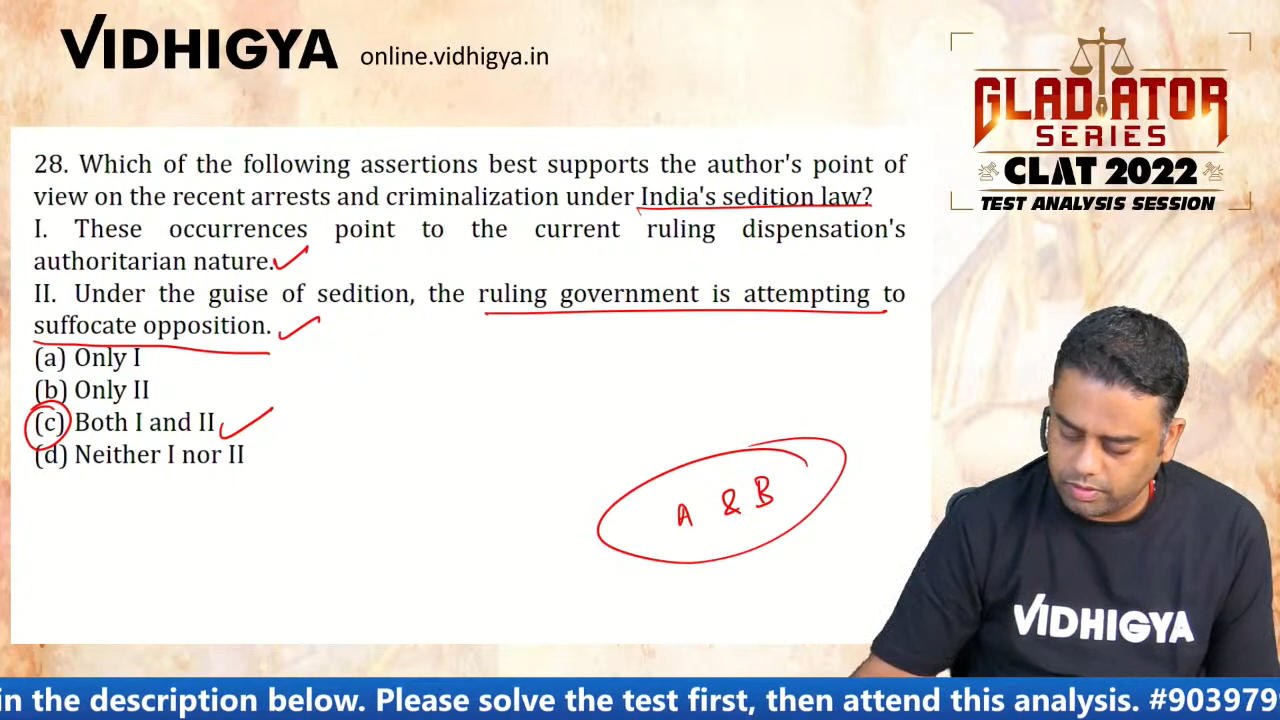 VIDHIGYA online.vidhigya.in
GLADIATOR
SERIES
CLAT 2022
TEST ANALYSIS SESSION
28. Which of the following assertions best supports the author's point of
view on the recent arrests and criminalization under India's sedition law?
I. These occurrences point to the current ruling dispensation's
authoritarian nature.
II. Under the guise of sedition, the ruling government is attempting to
suffocate opposition.
(a) Only I
(b) Only II
(c) Both I and II
(d) Neither I nor II
A & B
VIDHIGYA
in the description below. Please solve the test first, then attend this analysis. #903979